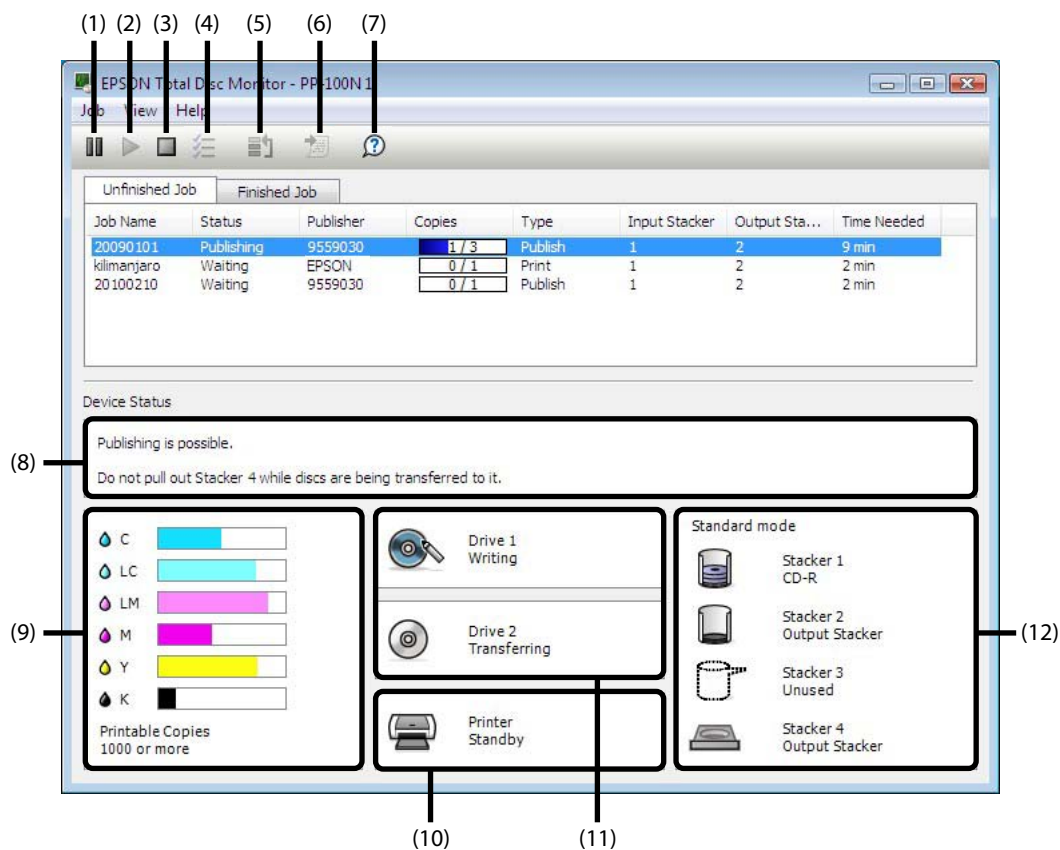 (1) (2) (3) (4) (5) (6) (7)
EPSON Total Disc Monitor - PP-100N 1
Job View Help
Unfinished Job Finished Job
Job Name Status Publisher Copies Type Input Stacker Output Sta... Time Needed
20090101 Publishing 9559030 1 / 3 Publish 1 2 9 min
kilimanjaro Waiting EPSON 0 / 1 Print 1 2 2 min
20100210 Waiting 9559030 0 / 1 Publish 1 2 2 min
Device Status
(8)
Publishing is possible.
Do not pull out Stacker 4 while discs are being transferred to it.
(9)
C
LC
LM
M
Y
K
Printable Copies
1000 or more
Drive 1
Writing
Drive 2
Transferring
Printer
Standby
Standard mode
Stacker 1
CD-R
Stacker 2
Output Stacker
Stacker 3
Unused
Stacker 4
Output Stacker
(12)
(10) (11)